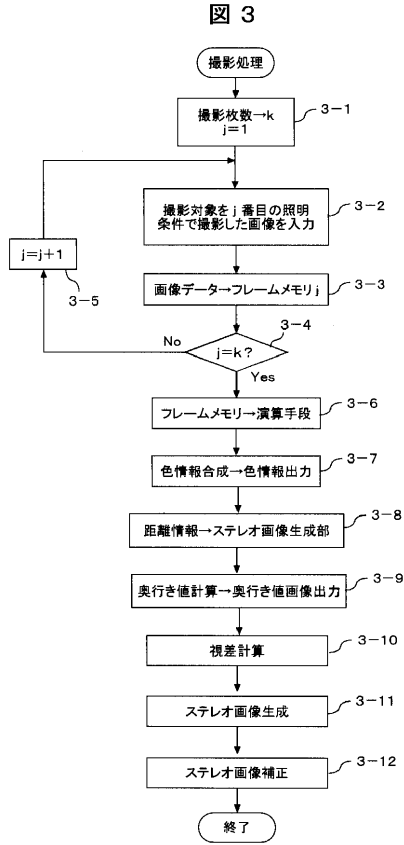 図 3
撮影処理
撮影枚数→k
j=1
3-1
撮影対象をj番目の照明
条件で撮影した画像を入力
3-2
画像データ→フレームメモリj
3-3
j=k?
3-4
No
Yes
j=j+1
3-5
フレームメモリ→演算手段
3-6
色情報合成→色情報出力
3-7
距離情報→ステレオ画像生成部
3-8
奥行き値計算→奥行き値画像出力
3-9
視差計算
3-10
ステレオ画像生成
3-11
ステレオ画像補正
3-12
終了